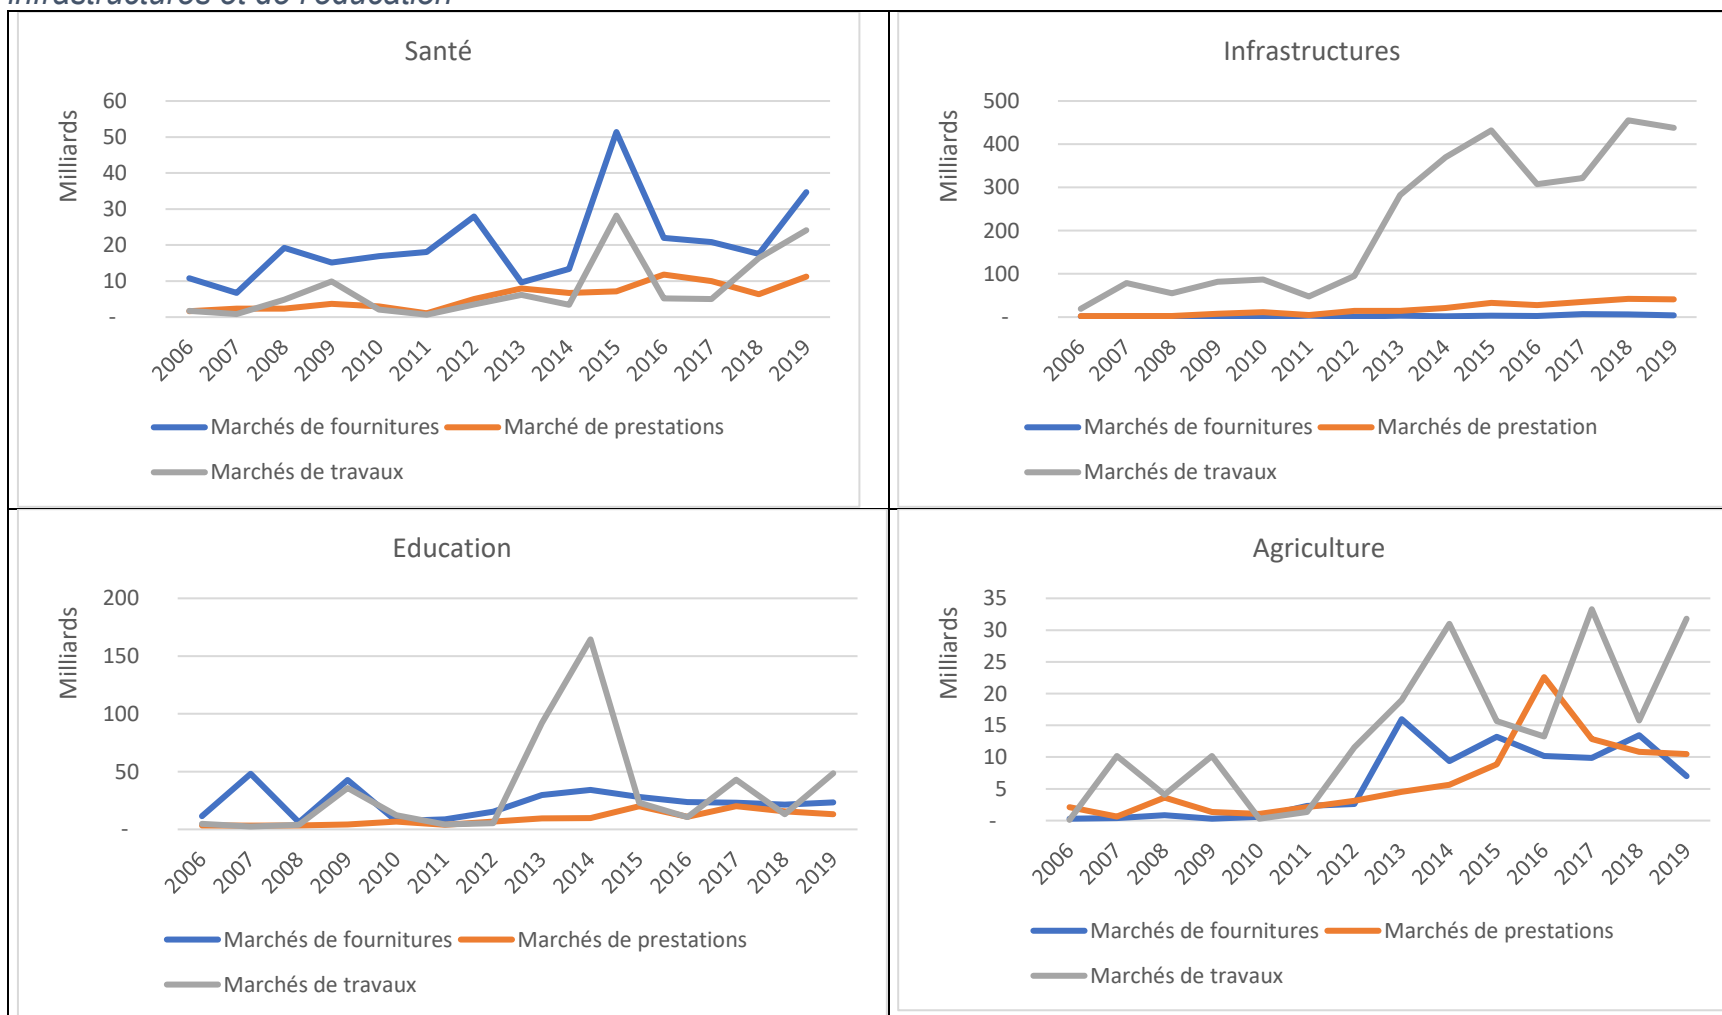 infrastructures et de l'éducation
Santé
Milliards
60
50
40
30
20
10
-
2006 2007 2008 2009 2010 2011 2012 2013 2014 2015 2016 2017 2018 2019
Marchés de fournitures Marché de prestations
Marchés de travaux
Infrastructures
Milliards
500
400
300
200
100
-
2006 2007 2008 2009 2010 2011 2012 2013 2014 2015 2016 2017 2018 2019
Marchés de fournitures Marchés de prestation
Marchés de travaux
Education
Milliards
200
150
100
50
-
2006 2007 2008 2009 2010 2011 2012 2013 2014 2015 2016 2017 2018 2019
Marchés de fournitures Marchés de prestations
Marchés de travaux
Agriculture
Milliards
35
30
25
20
15
10
5
-
2006 2007 2008 2009 2010 2011 2012 2013 2014 2015 2016 2017 2018 2019
Marchés de fournitures Marchés de prestations
Marchés de travaux